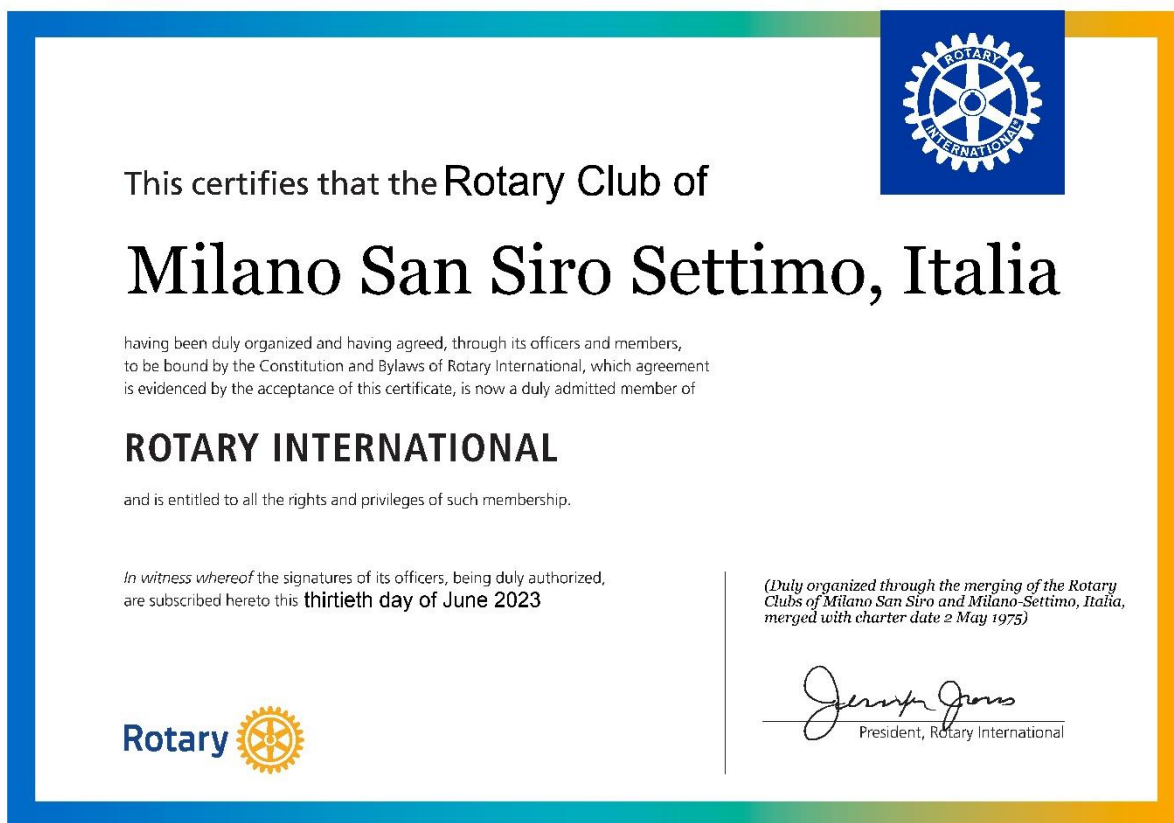 ROTARY
INTERNATIONAL®
This certifies that the Rotary Club of
Milano San Siro Settimo, Italia
having been duly organized and having agreed, through its officers and members,
to be bound by the Constitution and Bylaws of Rotary International, which agreement
is evidenced by the acceptance of this certificate, is now a duly admitted member of
ROTARY INTERNATIONAL
and is entitled to all the rights and privileges of such membership.
In witness whereof the signatures of its officers, being duly authorized,
are subscribed hereto this thirtieth day of June 2023
(Duly organized through the merging of the Rotary
Clubs of Milano San Siro and Milano-Settimo, Italia,
merged with charter date 2 May 1975)
President, Rotary International
Rotary